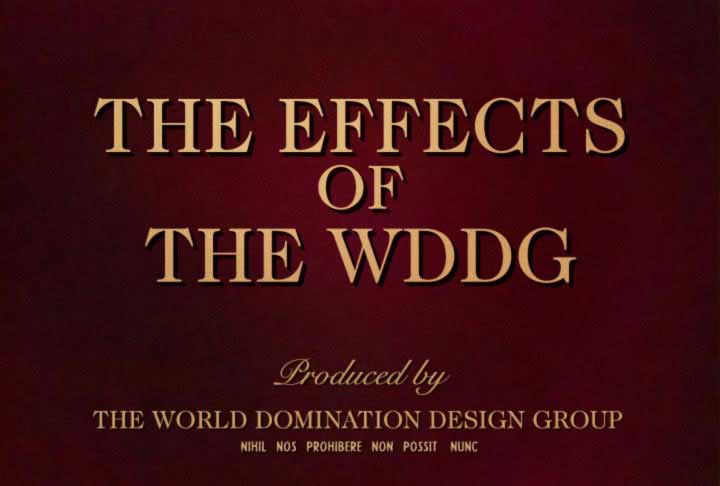 THE EFFECTS
OF
THE WDDG
Produced by
THE WORLD DOMINATION DESIGN GROUP
NIHIL NOS PROHIBERE NON POSSIT NUNC